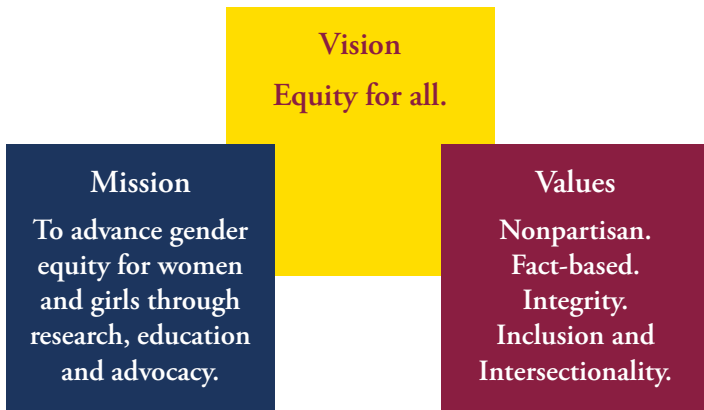 Vision
Equity for all.
Mission
To advance gender
equity for women
and girls through
research, education
and advocacy.
Values
Nonpartisan.
Fact-based.
Integrity.
Inclusion and
Intersectionality.